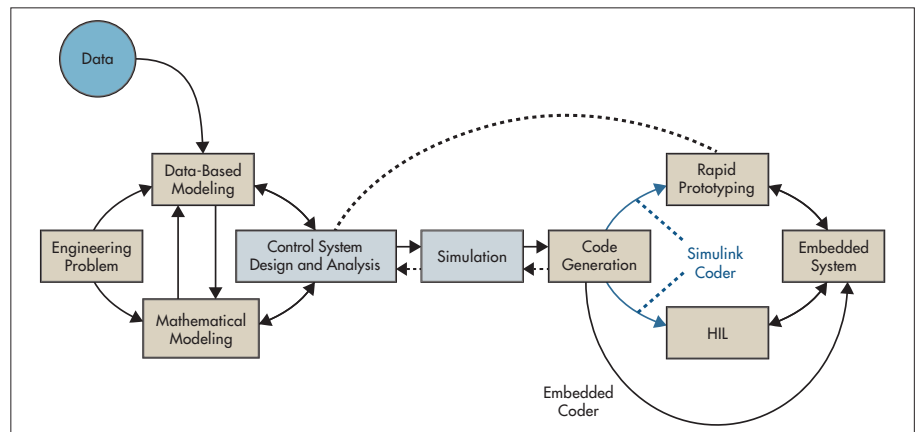 Data
Data-Based
Modeling
Engineering
Problem
Mathematical
Modeling
Control System
Design and Analysis
Simulation
Code
Generation
Rapid
Prototyping
Simulink
Coder
Embedded
System
HIL
Embedded
Coder